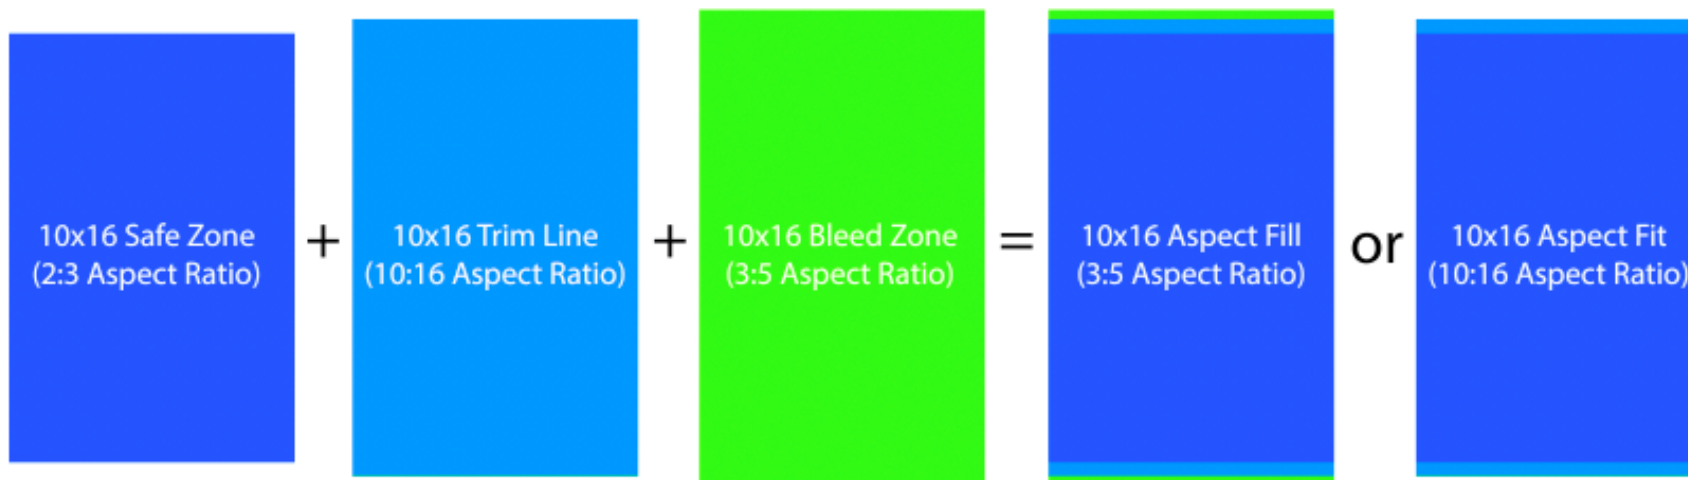 10x16 Safe Zone
(2:3 Aspect Ratio)
+
10x16 Trim Line
(10:16 Aspect Ratio)
+
10x16 Bleed Zone
(3:5 Aspect Ratio)
=
10x16 Aspect Fill
(3:5 Aspect Ratio)
or
10x16 Aspect Fit
(10:16 Aspect Ratio)